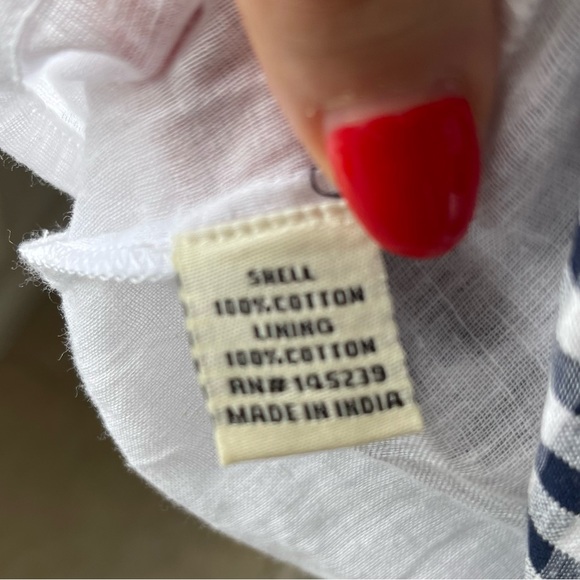 SHELL
100%COTTON
LINING
100%COTTON
RN# 145239
MADE IN INDIA